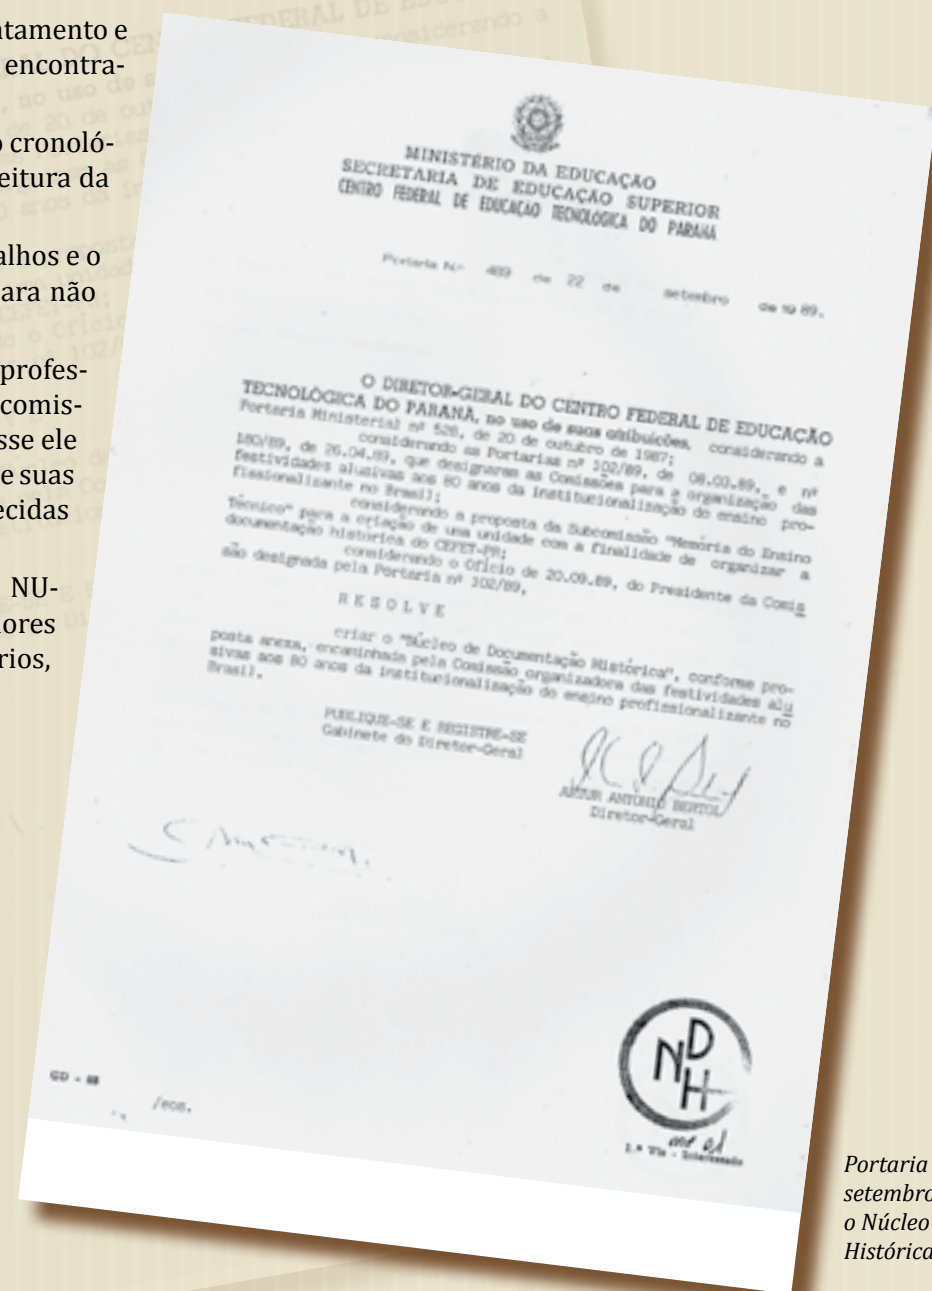 ntamento e
encontra-
o cronoló-
eitura da
alhos e o
ara não
profes-
comis-
sse ele
e suas
ecidas
NU-
ores
rios,
MINISTÉRIO DA EDUCAÇÃO
SECRETARIA DE EDUCAÇÃO SUPERIOR
CENTRO FEDERAL DE EDUCAÇÃO TECNOLÓGICA DO PARANÁ
Portaria Nº 489 de 22 de setembro de 19 89.
O DIRETOR-GERAL DO CENTRO FEDERAL DE EDUCAÇÃO
TECNOLÓGICA DO PARANÁ, no uso de suas atribuições, considerando a
Portaria Ministerial nº 528, de 20 de outubro de 1987;
considerando as Portarias nº 102/89, de 08.03.89, e nº
180/89, de 26.04.89, que designaram as Comissões para a organização das
festividades alusivas aos 80 anos da institucionalização do ensino pro-
fissionalizante no Brasil;
considerando a proposta da Subcomissão "Memória do Ensino
Técnico" para a criação de uma unidade com a finalidade de organizar a
documentação histórica do CEFET-PR;
considerando o Ofício de 20.09.89, do Presidente da Comis
são designada pela Portaria nº 102/89,
R E S O L V E
criar o "Núcleo de Documentação Histórica", conforme pro-
posta anexa, encaminhada pela Comissão organizadora das festividades alu
sivas aos 80 anos da institucionalização do ensino profissionalizante no
Brasil.
PUBLIQUE-SE E REGISTRE-SE
Gabinete do Diretor-Geral
ARTUR ANTONIO BERTOL
Diretor-Geral
NDH
GD -
/eos.
1.ª Via - Interessado
Portaria
setembro
o Núcleo
Histórica